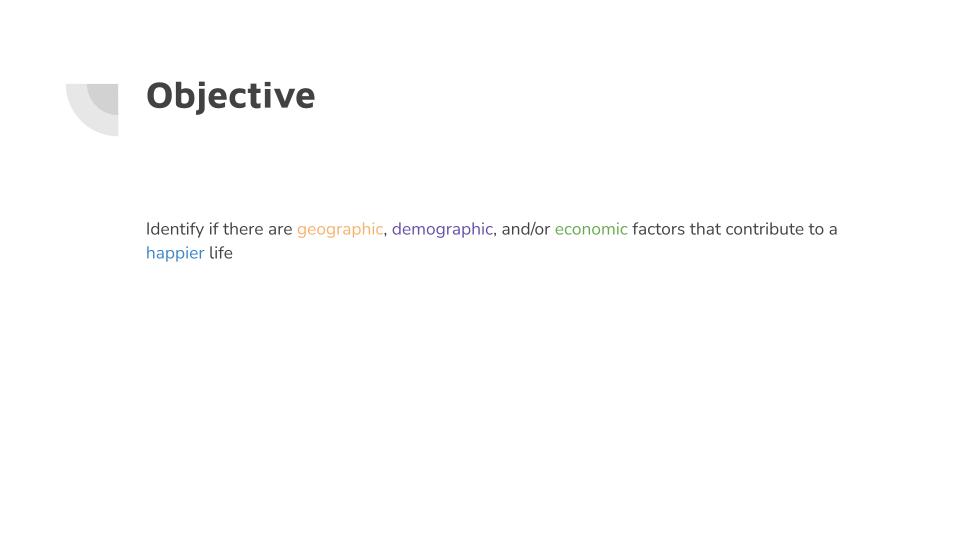 Objective
Identify if there are geographic, demographic, and/or economic factors that contribute to a
happier life